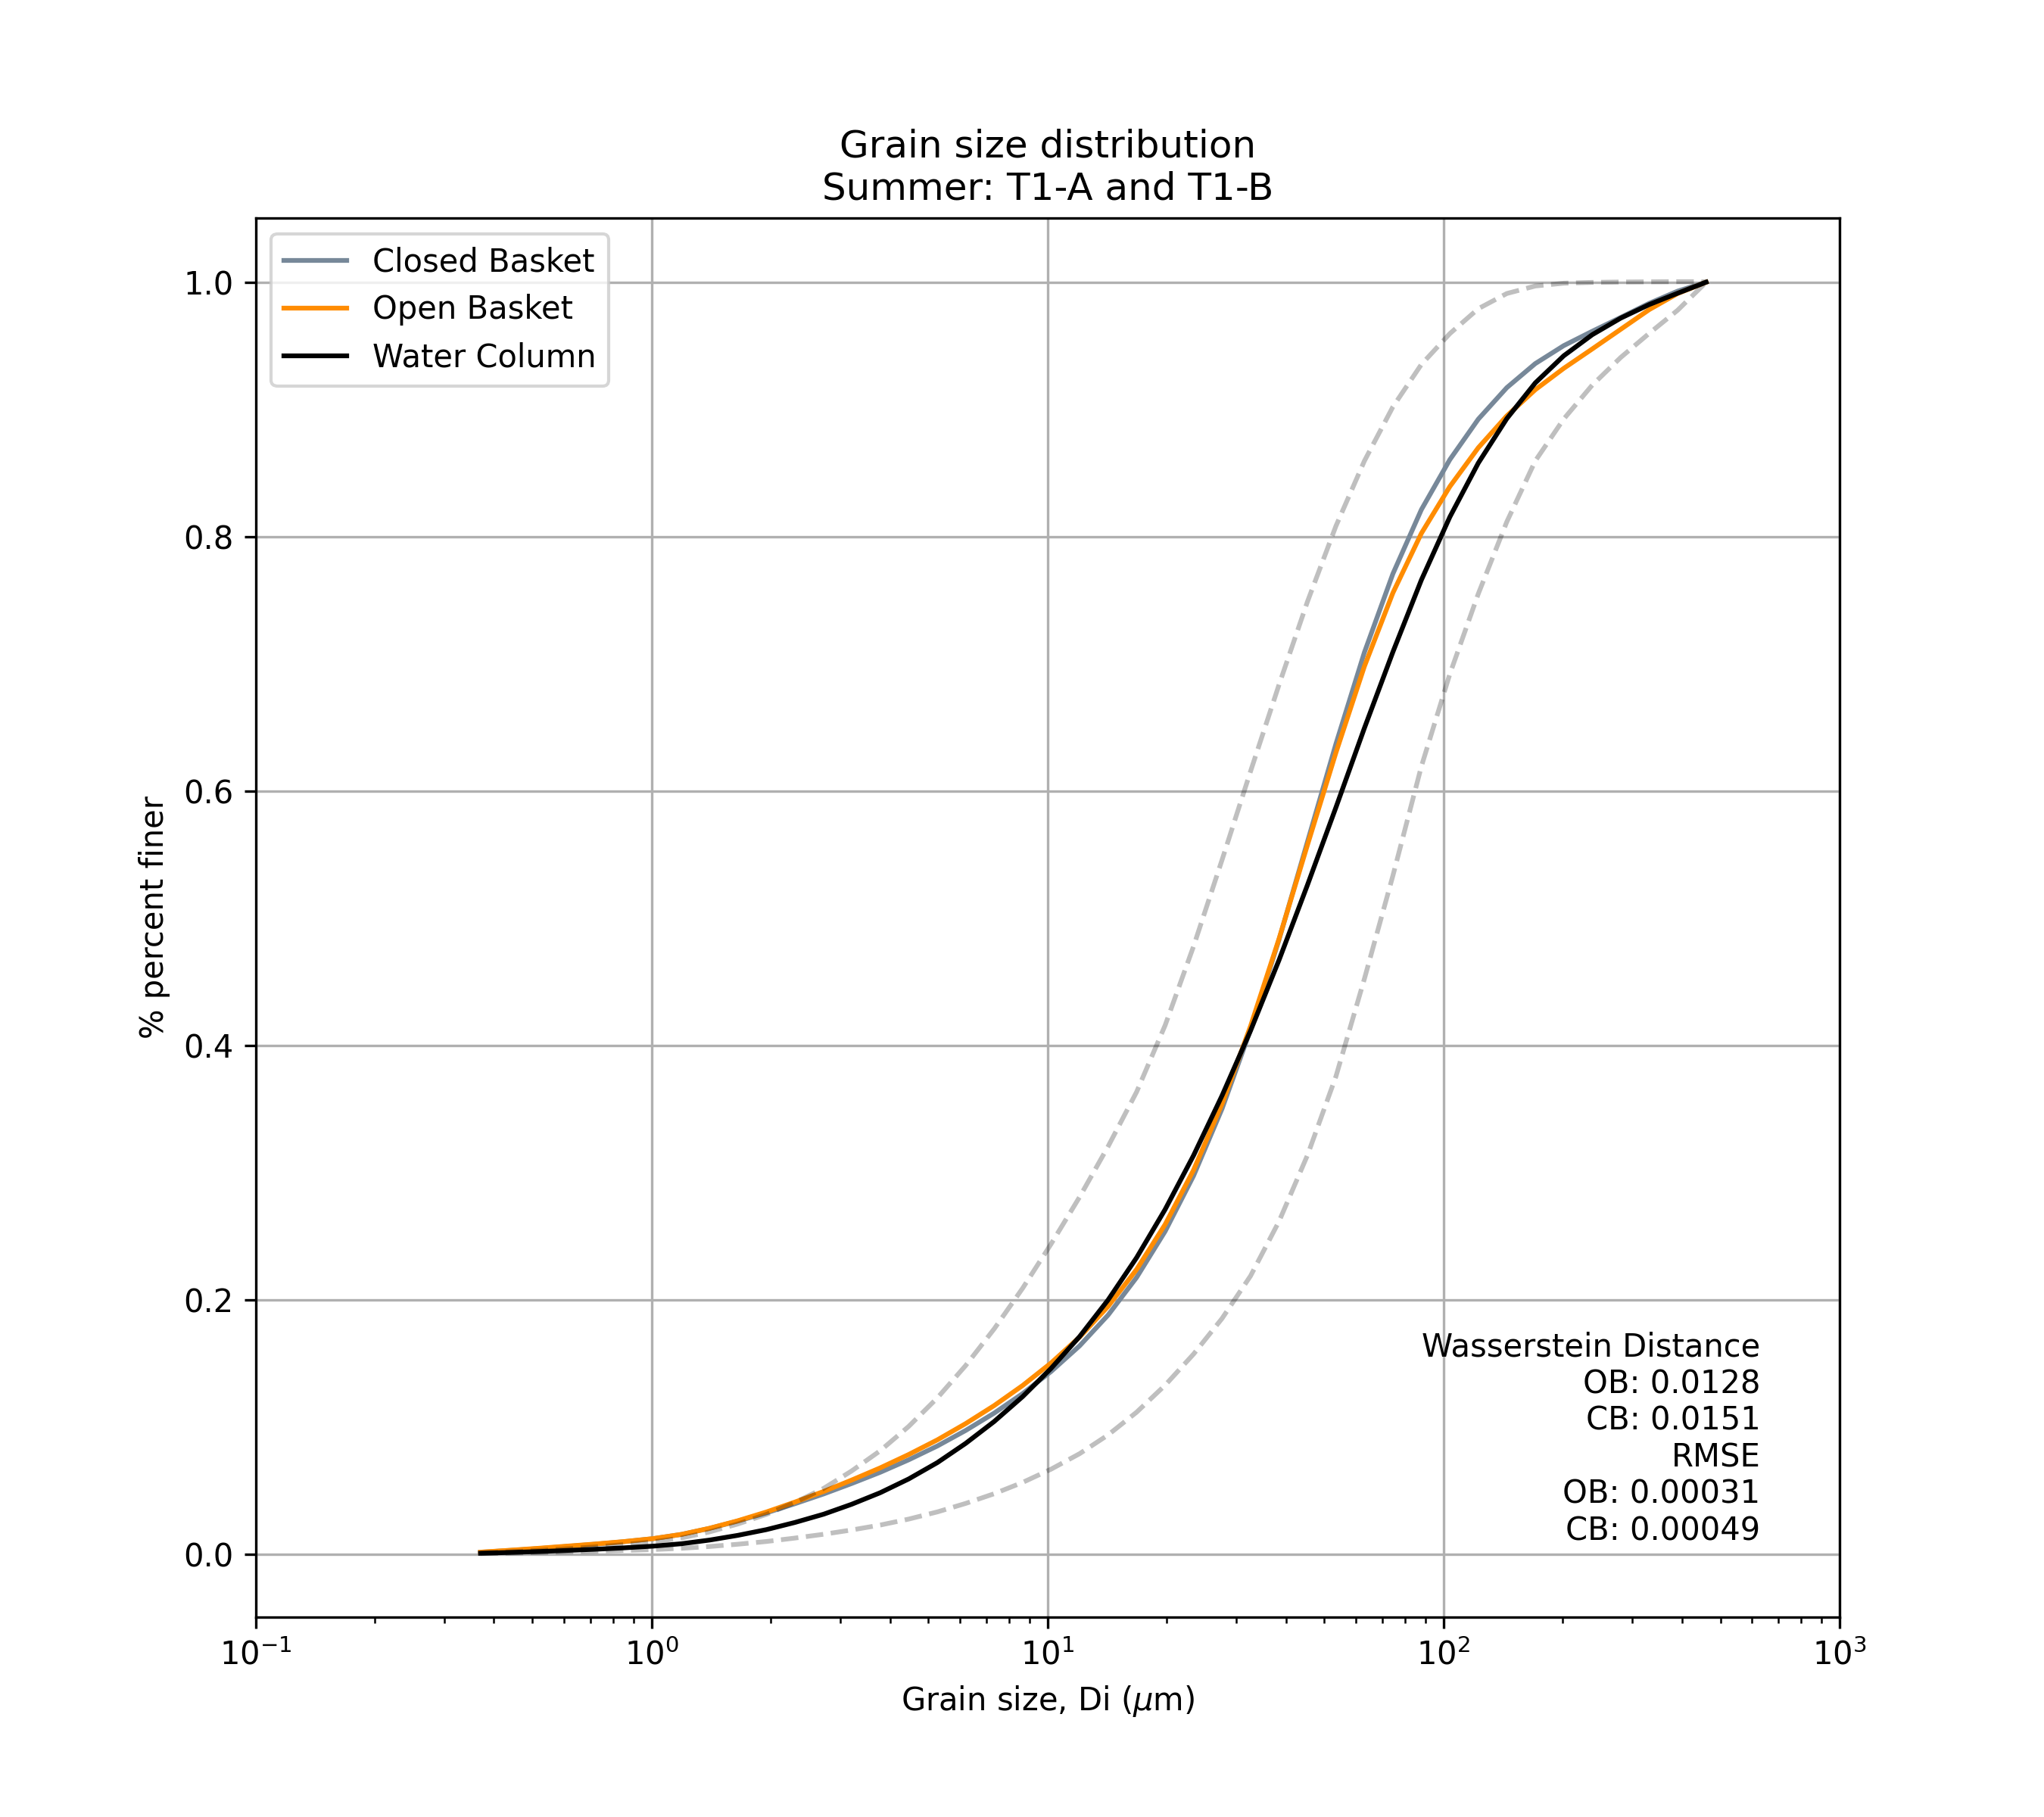 Grain size distribution
Summer: T1-A and T1-B
Closed Basket
Open Basket
Water Column
1.0
0.8
0.6
0.4
0.2
0.0
% percent finer
Wasserstein Distance
OB: 0.0128
CB: 0.0151
RMSE
OB: 0.00031
CB: 0.00049
10⁻¹ 10⁰ 10¹ 10² 10³
Grain size, Di (μm)